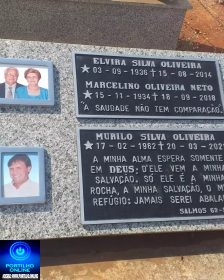 ELVIRA SILVA OLIVEIRA
★03-09-1936 ✝15-08-2014
MARCELINO OLIVEIRA NETO
★15-11-1934 ✝18-09-2018
"A SAUDADE NÃO TEM COMPARAÇÃO
MURILO SILVA OLIVEIRA
★17-02-1962 ✝20-03-202
A MINHA ALMA ESPERA SOMENTE
EM DEUS; D'ELE VEM A MINHA
SALVAÇÃO. SÓ ELE É A MINHA
ROCHA, A MINHA SALVAÇÃO, O M
REFÚGIO: JAMAIS SEREI ABALA
SALMOS
PORTILHO
ONLINE